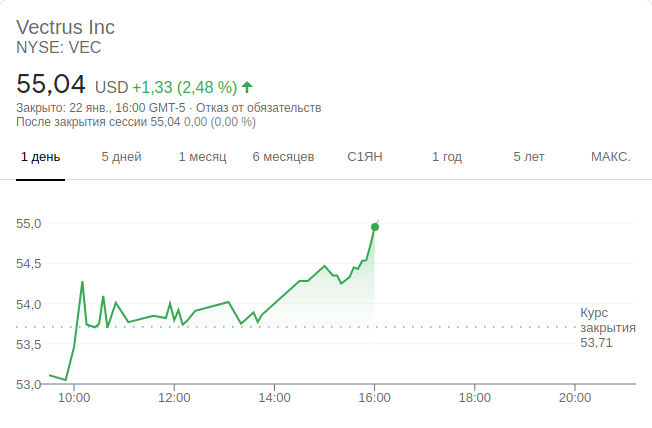 Vectrus Inc
NYSE: VEC
55,04 USD +1,33 (2,48 %)
Закрыто: 22 янв., 16:00 GMT-5 · Отказ от обязательств
После закрытия сессии 55,04 0,00 (0,00 %)
1 день 5 дней 1 месяц 6 месяцев С1ЯН 1 год 5 лет МАКС.
55,0
54,5
54,0
Курс
закрытия
53,71
53,5
53,0
10:00 12:00 14:00 16:00 18:00 20:00